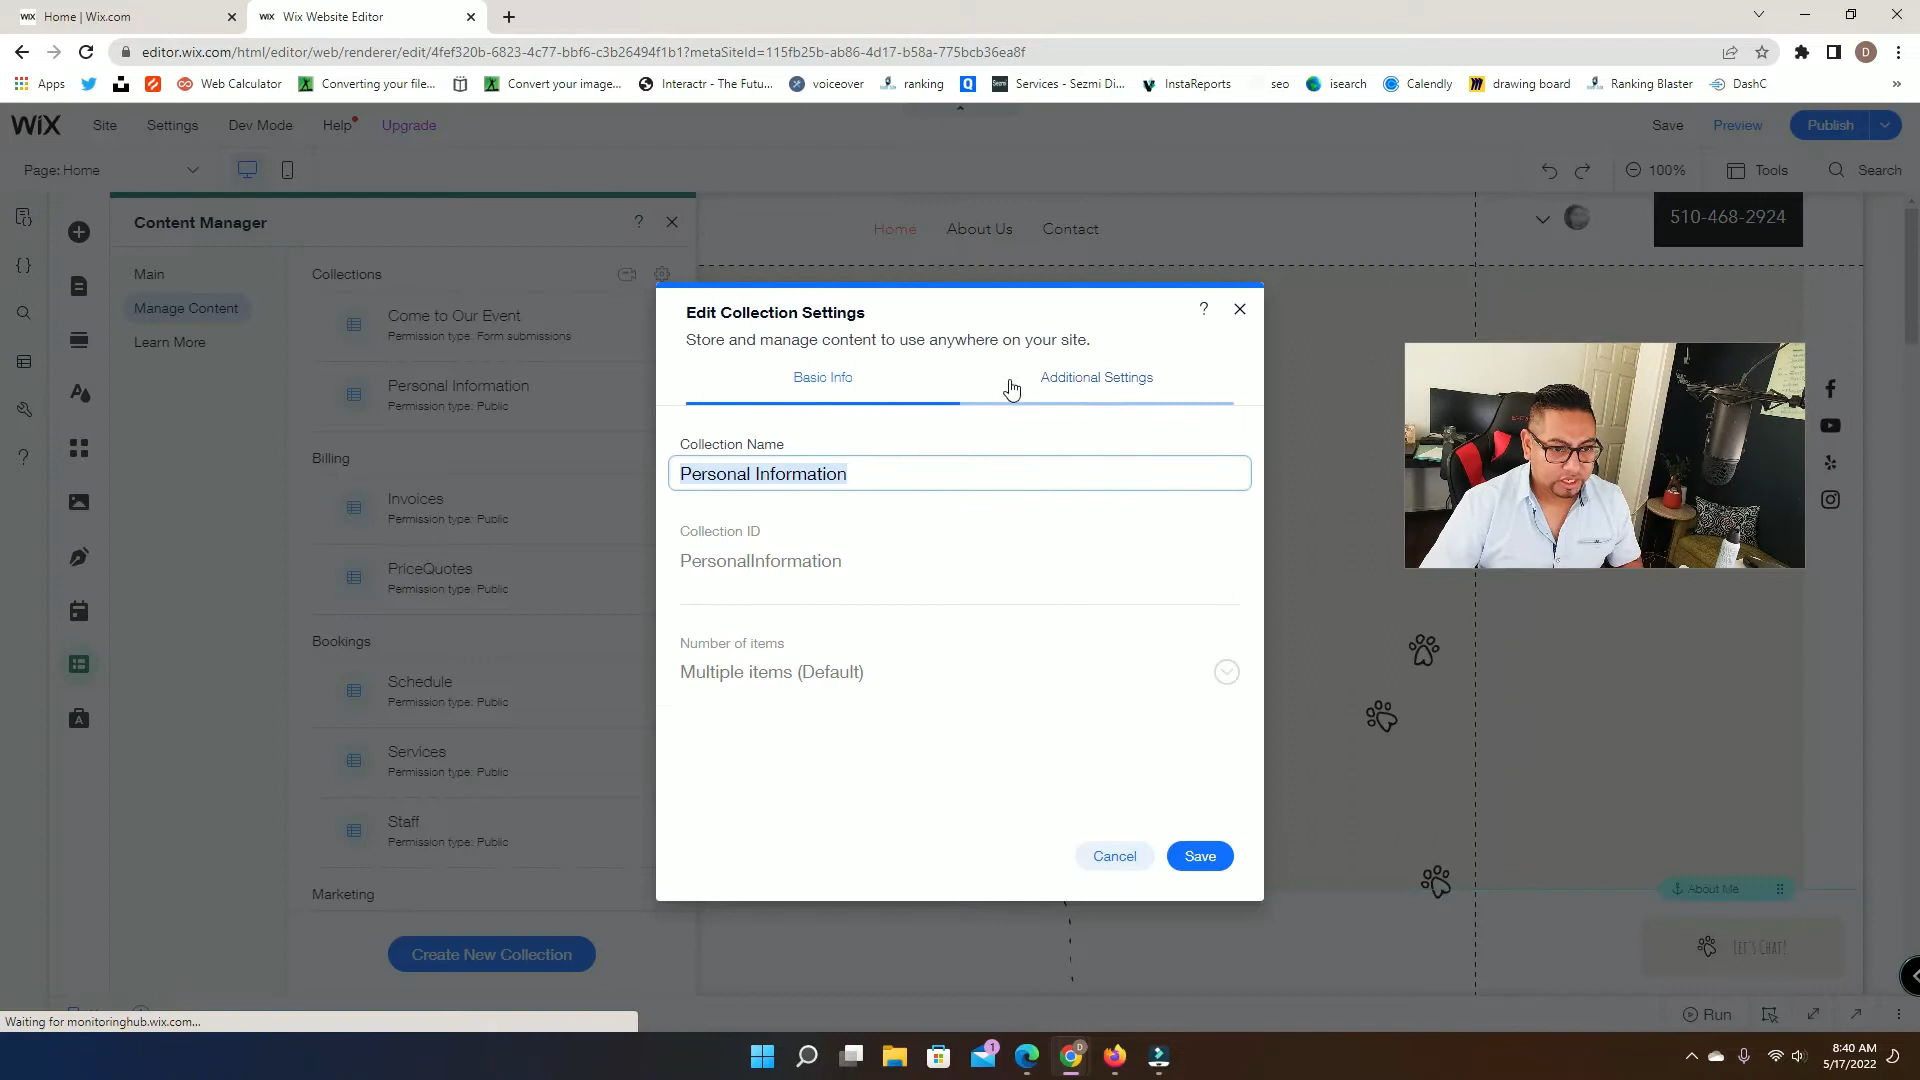 WiX Home | Wix.com
WiX Wix Website Editor
editor.wix.com/html/editor/web/renderer/edit/4fef320b-6823-4c77-bbf6-c3b26494f1b1?metaSiteId=115fb25b-ab86-4d17-b58a-775bcb36ea8f
D
Apps Web Calculator Converting your file... Convert your image... Interactr - The Futu... voiceover ranking Services - Sezmi Di... InstaReports seo isearch Calendly drawing board Ranking Blaster DashC
WiX Site Settings Dev Mode Help Upgrade Save Preview Publish
Page: Home 100% Tools Search
Content Manager ?
Home About Us Contact 510-468-2924
Main
Manage Content
Learn More
Collections
Come to Our Event
Permission type: Form submissions
Personal Information
Permission type: Public
Billing
Invoices
Permission type: Public
PriceQuotes
Permission type: Public
Bookings
Schedule
Permission type: Public
Services
Permission type: Public
Staff
Permission type: Public
Marketing
Create New Collection
Edit Collection Settings ?
Store and manage content to use anywhere on your site.
Basic Info Additional Settings
Collection Name
Personal Information
Collection ID
PersonalInformation
Number of items
Multiple items (Default)
Cancel Save
About Me
Let's Chat!
Waiting for monitoringhub.wix.com...
Run
1
D
8:40 AM
5/17/2022